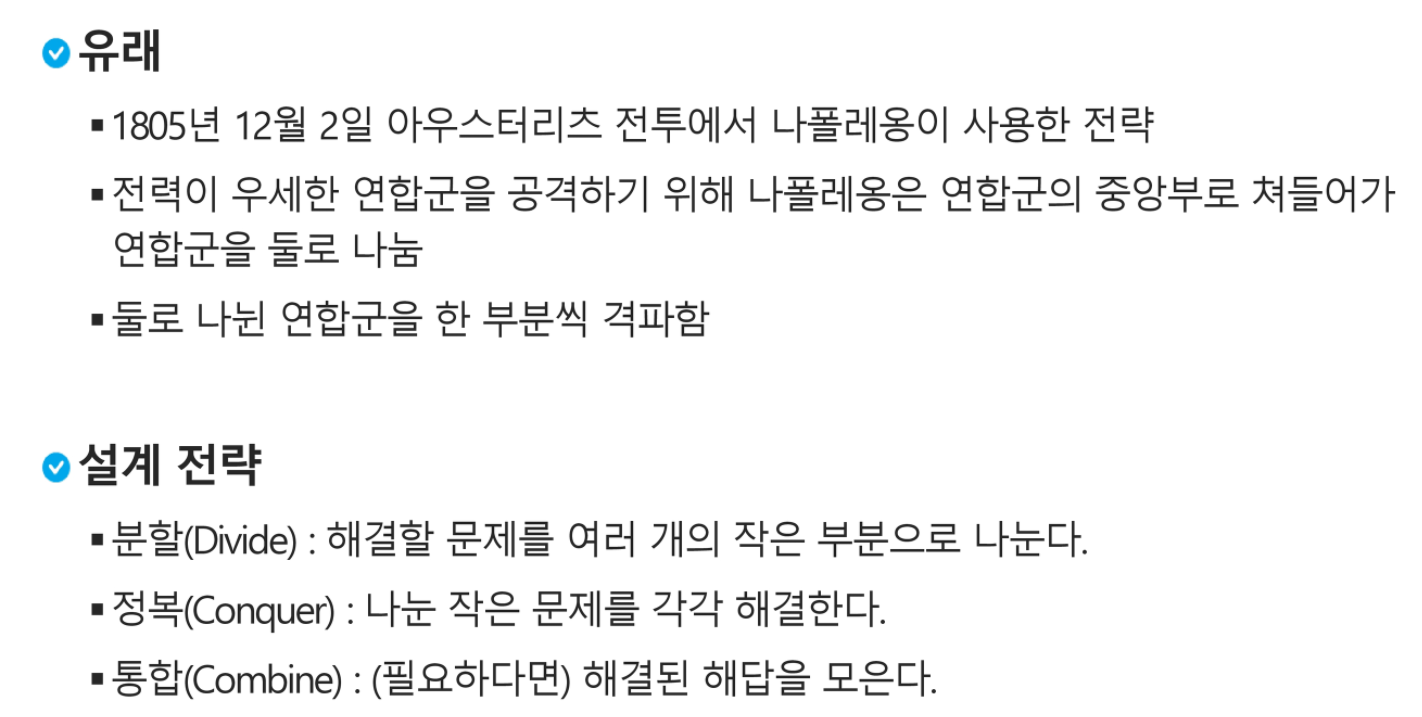 유래
▪ 1805년 12월 2일 아우스터리츠 전투에서 나폴레옹이 사용한 전략
▪ 전력이 우세한 연합군을 공격하기 위해 나폴레옹은 연합군의 중앙부로 쳐들어가
연합군을 둘로 나눔
▪ 둘로 나뉜 연합군을 한 부분씩 격파함
설계 전략
▪ 분할(Divide) : 해결할 문제를 여러 개의 작은 부분으로 나눈다.
▪ 정복(Conquer) : 나눈 작은 문제를 각각 해결한다.
▪ 통합(Combine) : (필요하다면) 해결된 해답을 모은다.